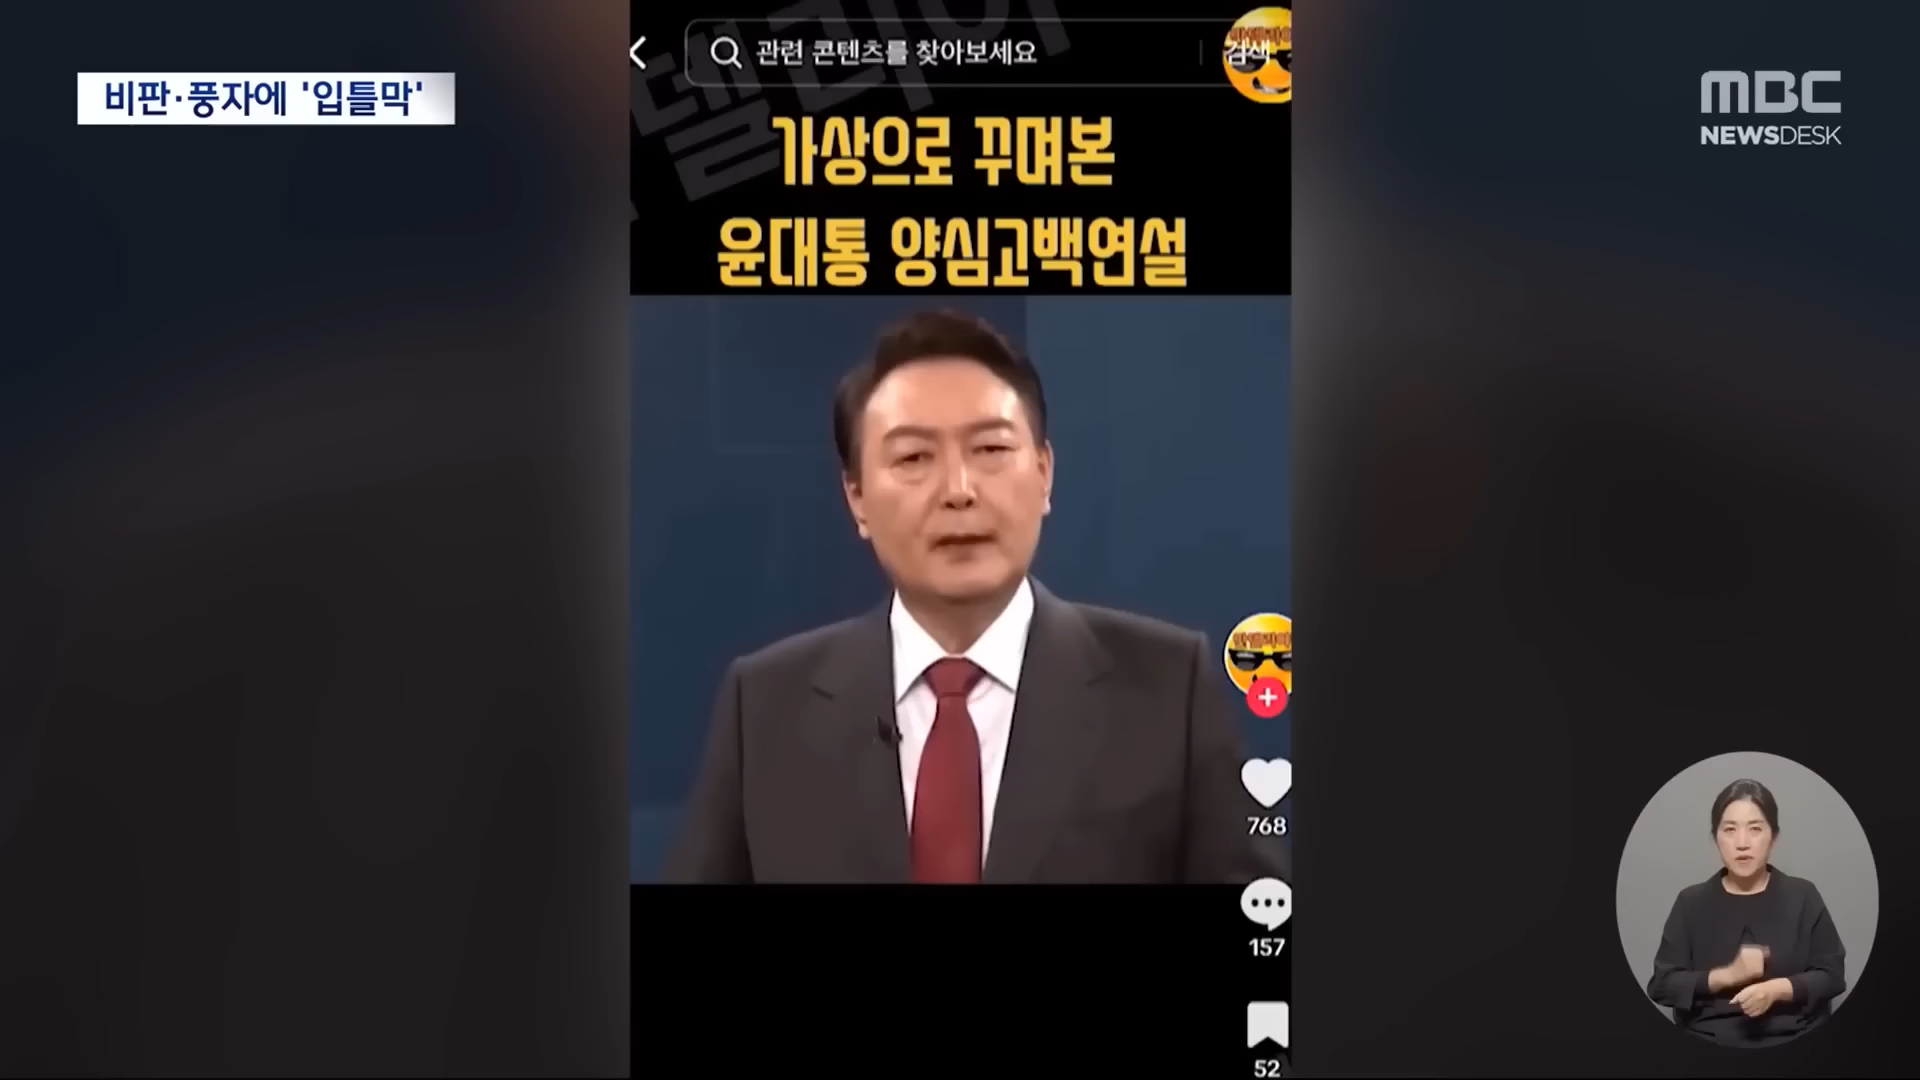 관련 콘텐츠를 찾아보세요
검색
비판·풍자에 '입틀막'
MBC
NEWSDESK
가상으로 꾸며본
윤대통 양심고백연설
768
157
52